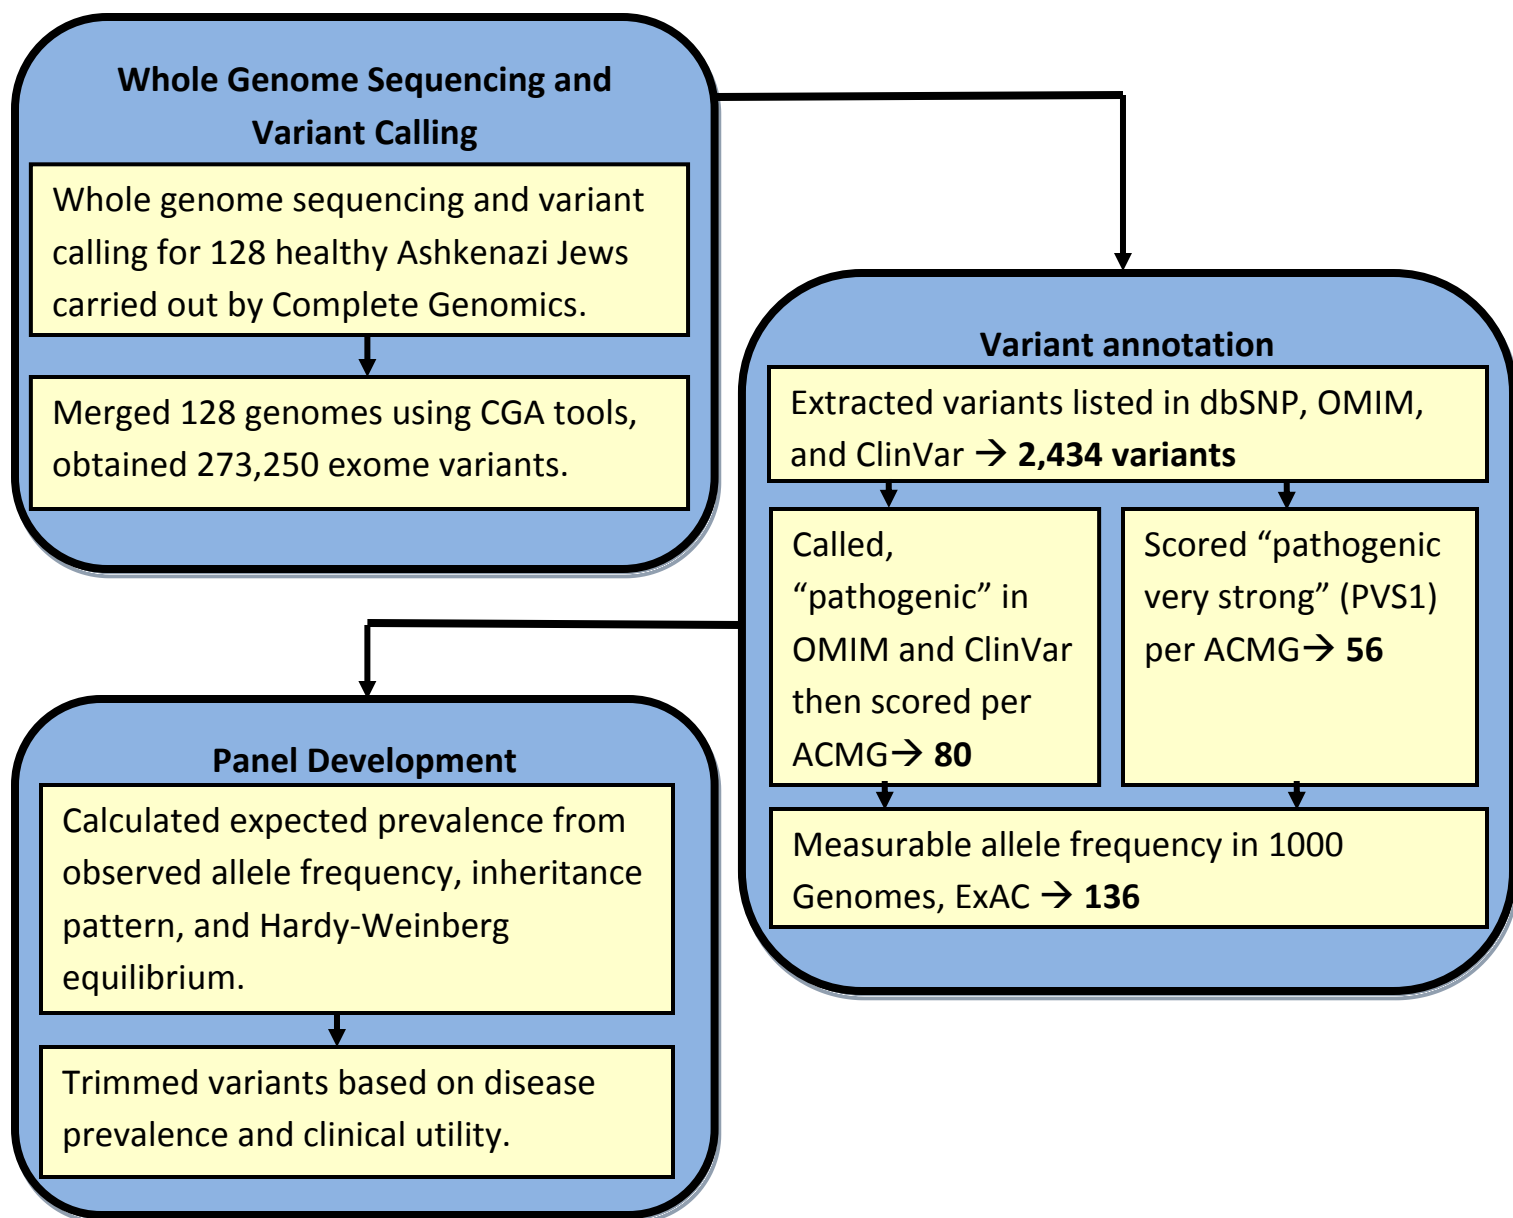 Whole Genome Sequencing and
Variant Calling
Whole genome sequencing and variant
calling for 128 healthy Ashkenazi Jews
carried out by Complete Genomics.
Merged 128 genomes using CGA tools,
obtained 273,250 exome variants.
Variant annotation
Extracted variants listed in dbSNP, OMIM,
and ClinVar → 2,434 variants
Called,
“pathogenic” in
OMIM and ClinVar
then scored per
ACMG→ 80
Scored “pathogenic
very strong” (PVS1)
per ACMG→ 56
Measurable allele frequency in 1000
Genomes, ExAC → 136
Panel Development
Calculated expected prevalence from
observed allele frequency, inheritance
pattern, and Hardy-Weinberg
equilibrium.
Trimmed variants based on disease
prevalence and clinical utility.